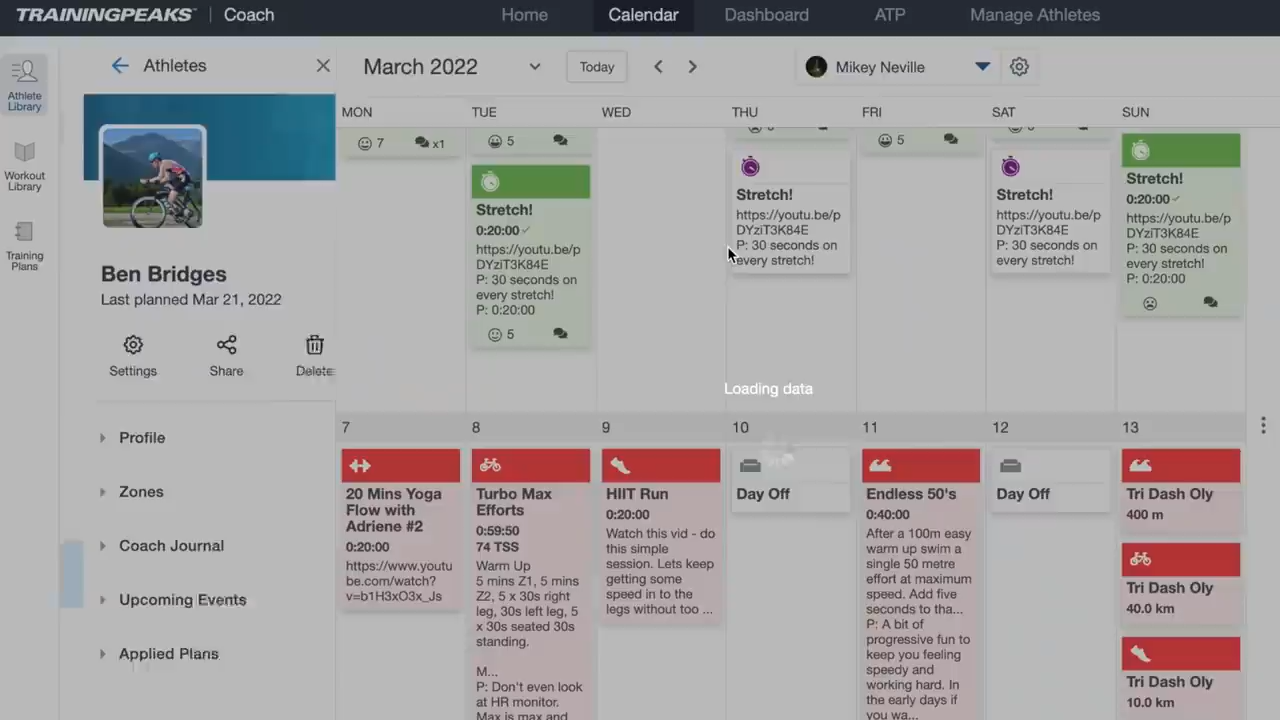 TRAININGPEAKS Coach
Home Calendar Dashboard ATP Manage Athletes
Athlete
Library
Workout
Library
Training
Plans
Athletes
Ben Bridges
Last planned Mar 21, 2022
Settings Share Delete
Profile
Zones
Coach Journal
Upcoming Events
Applied Plans
March 2022 Today Mikey Neville
MON TUE WED THU FRI SAT SUN
7 x1
5
Stretch!
0:20:00
https://youtu.be/p
DYziT3K84E
P: 30 seconds on
every stretch!
P: 0:20:00
5
Stretch!
https://youtu.be/p
DYziT3K84E
P: 30 seconds on
every stretch!
5
Stretch!
https://youtu.be/p
DYziT3K84E
P: 30 seconds on
every stretch!
Stretch!
0:20:00
https://youtu.be/p
DYziT3K84E
P: 30 seconds on
every stretch!
P: 0:20:00
Loading data
7 8 9 10 11 12 13
20 Mins Yoga
Flow with
Adriene #2
0:20:00
https://www.youtu
be.com/watch?
v=b1H3xO3x_Js
Turbo Max
Efforts
0:59:50
74 TSS
Warm Up
5 mins Z1, 5 mins
Z2, 5 x 30s right
leg, 30s left leg, 5
x 30s seated 30s
standing.
M...
P: Don't even look
at HR monitor.
Max is max and
HIIT Run
0:20:00
Watch this vid - do
this simple
session. Lets keep
getting some
speed in to the
legs without too ...
Day Off
Endless 50's
0:40:00
After a 100m easy
warm up swim a
single 50 metre
effort at maximum
speed. Add five
seconds to tha...
P: A bit of
progressive fun to
keep you feeling
speedy and
working hard. In
the early days if
you wa...
Day Off
Tri Dash Oly
400 m
Tri Dash Oly
40.0 km
Tri Dash Oly
10.0 km